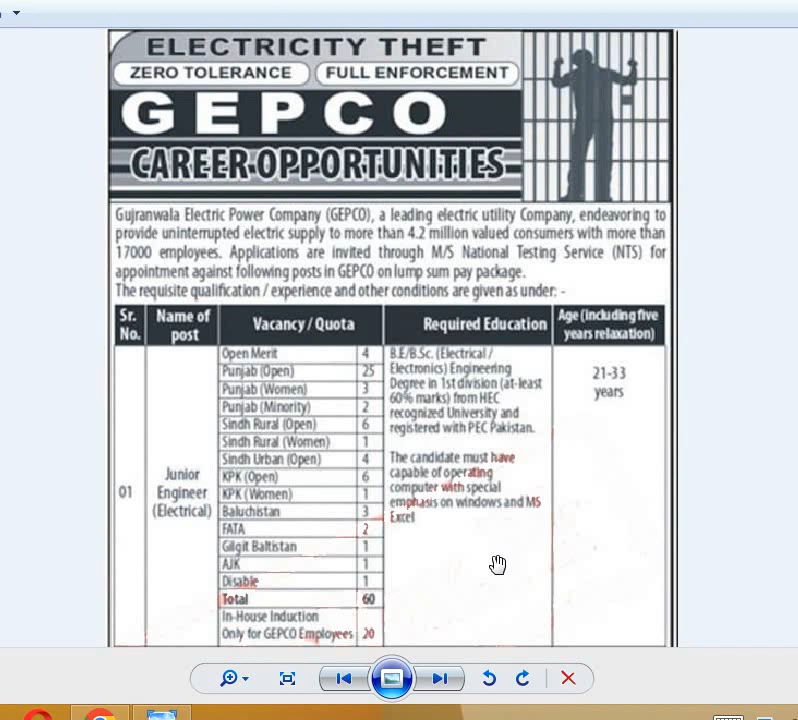 ELECTRICITY THEFT
ZERO TOLERANCE FULL ENFORCEMENT
GEPCO
CAREER OPPORTUNITIES
Gujranwala Electric Power Company (GEPCO), a leading electric utility Company, endeavoring to
provide uninterrupted electric supply to more than 4.2 million valued consumers with more than
17000 employees. Applications are invited through M/S National Testing Service (NTS) for
appointment against following posts in GEPCO on lump sum pay package.
The requisite qualification / experience and other conditions are given as under: -
Sr. No. Name of post Vacancy / Quota Required Education Age (including five years relaxation)
01 Junior Engineer (Electrical)
Open Merit 4
Punjab (Open) 25
Punjab (Women) 3
Punjab (Minority) 2
Sindh Rural (Open) 6
Sindh Rural (Women) 1
Sindh Urban (Open) 4
KPK (Open) 6
KPK (Women) 1
Baluchistan 3
FATA 2
Gilgit Baltistan 1
AJK 1
Disable 1
Total 60
In-House Induction
Only for GEPCO Employees 20
B.E/B.Sc. (Electrical /
Electronics) Engineering
Degree in 1st division (at-least
60% marks) from HEC
recognized University and
registered with PEC Pakistan.
The candidate must have
capable of operating
computer with special
emphasis on windows and MS
Excel
21-33
years